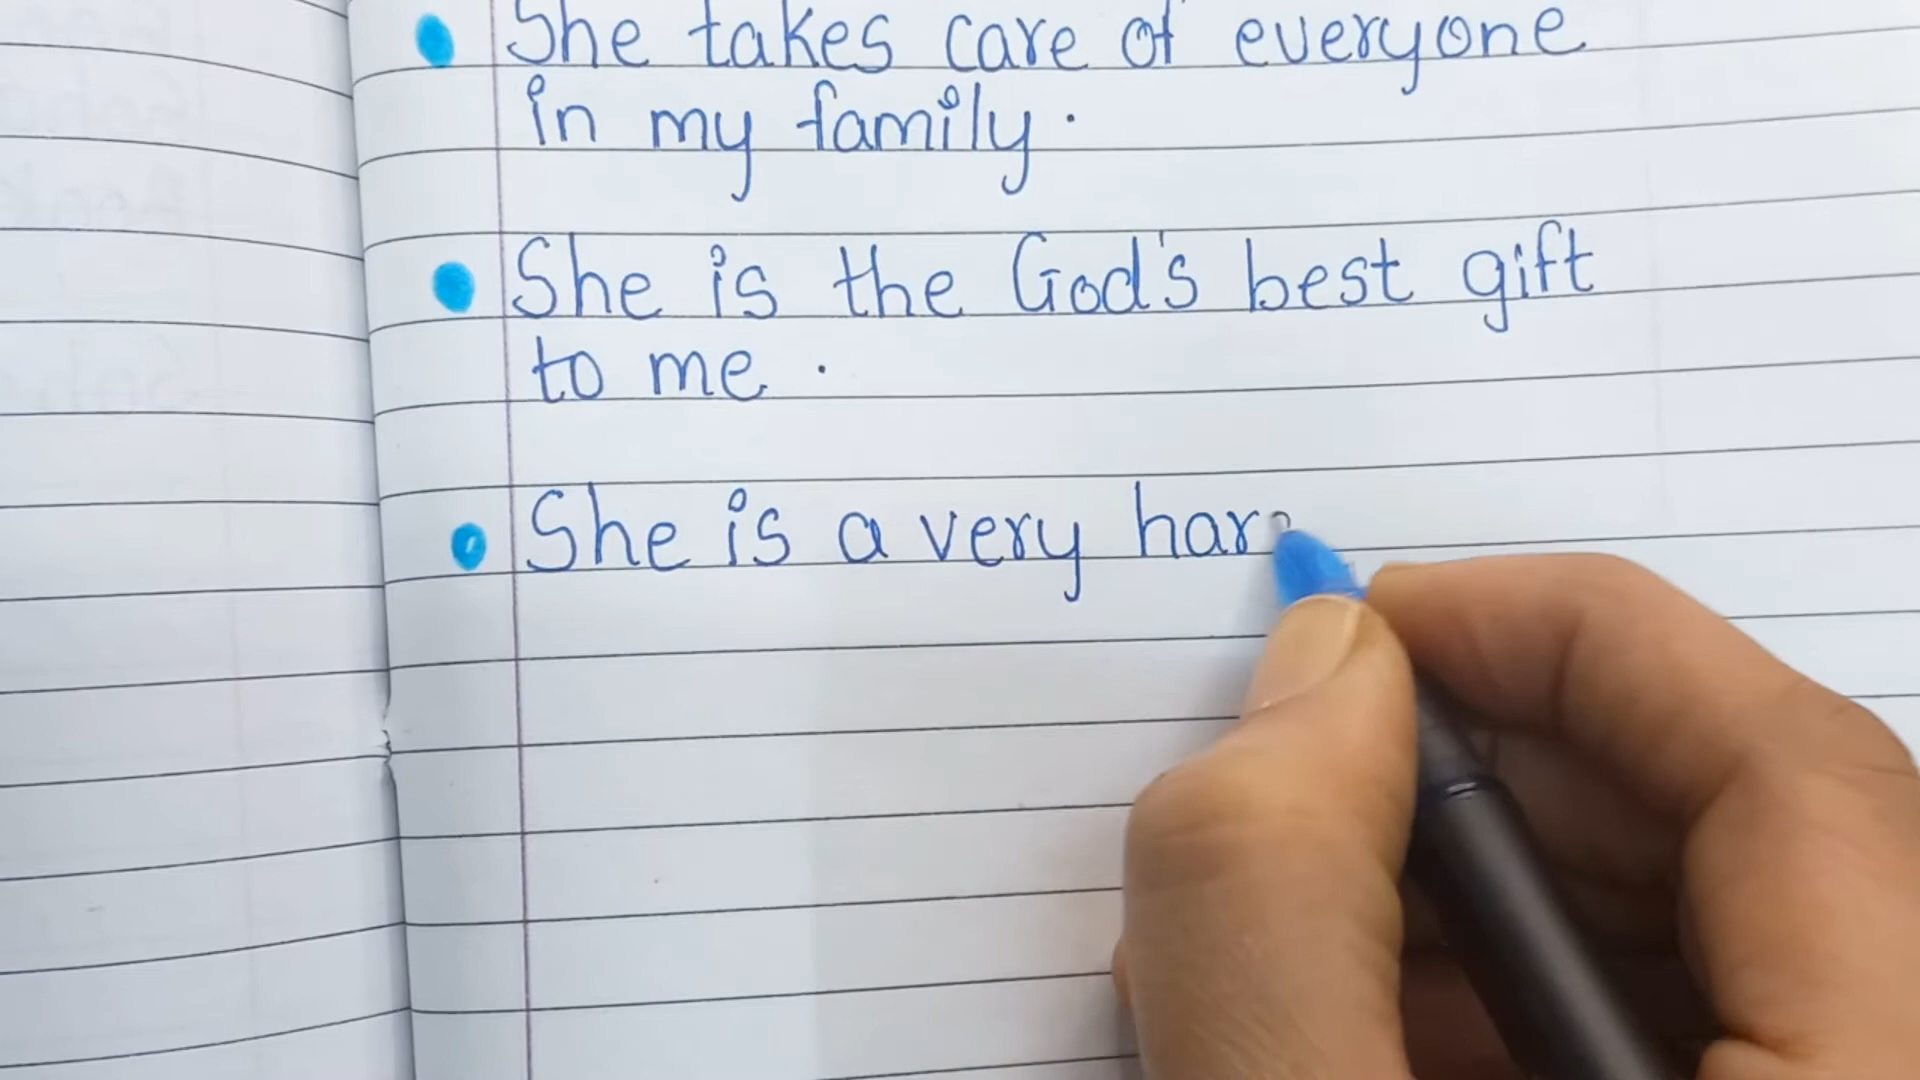 She takes care of everyone
in my family.
She is the God's best gift
to me.
She is a very har